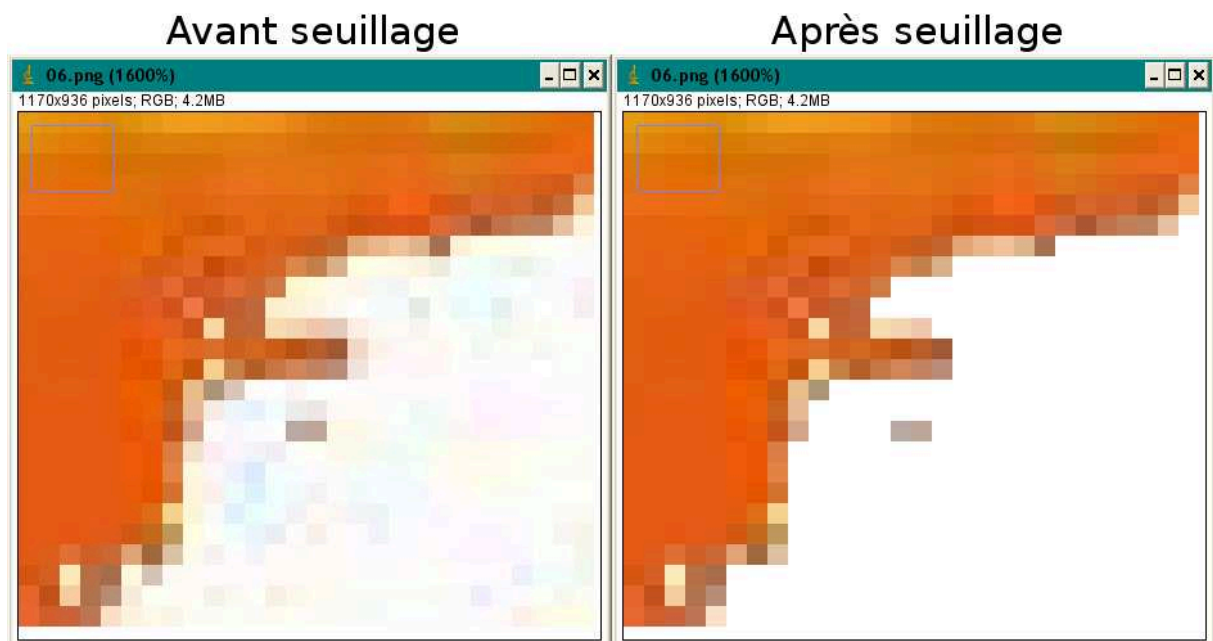 Avant seuillage
Après seuillage
06.png (1600%)
1170x936 pixels; RGB; 4.2MB
06.png (1600%)
1170x936 pixels; RGB; 4.2MB